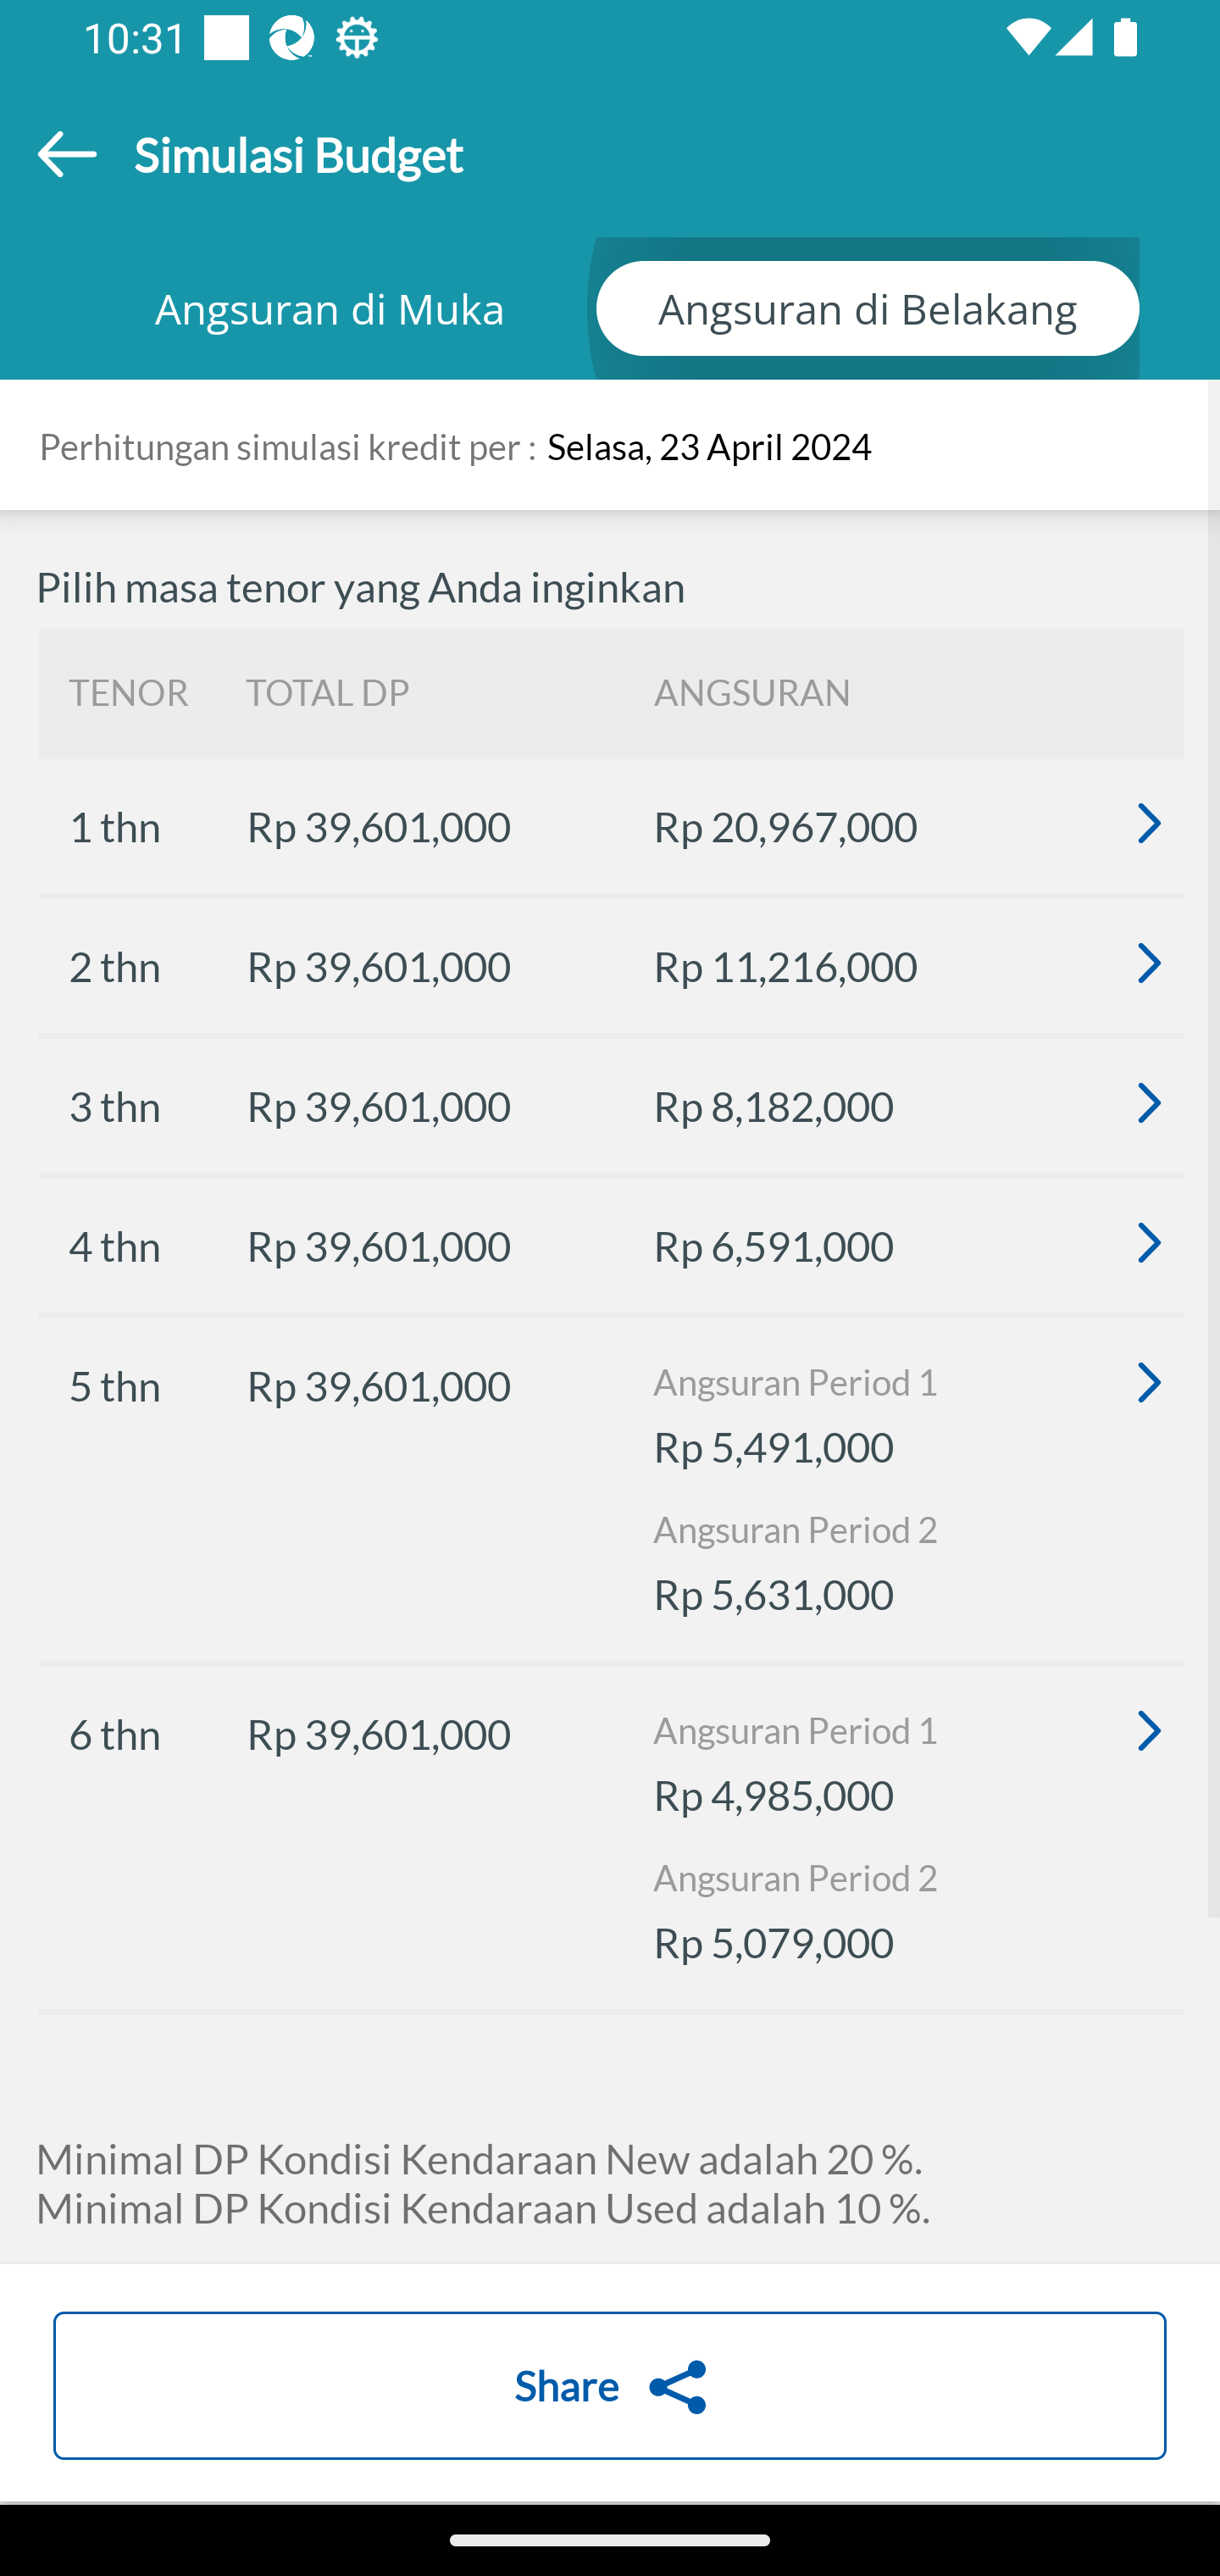 10:31
Simulasi Budget
Angsuran di Muka
Angsuran di Belakang
Perhitungan simulasi kredit per : Selasa, 23 April 2024
Pilih masa tenor yang Anda inginkan
TENOR TOTAL DP ANGSURAN
1 thn Rp 39,601,000 Rp 20,967,000
2 thn Rp 39,601,000 Rp 11,216,000
3 thn Rp 39,601,000 Rp 8,182,000
4 thn Rp 39,601,000 Rp 6,591,000
5 thn Rp 39,601,000 Angsuran Period 1
Rp 5,491,000
Angsuran Period 2
Rp 5,631,000
6 thn Rp 39,601,000 Angsuran Period 1
Rp 4,985,000
Angsuran Period 2
Rp 5,079,000
Minimal DP Kondisi Kendaraan New adalah 20 %.
Minimal DP Kondisi Kendaraan Used adalah 10 %.
Share